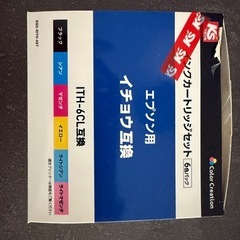 ンクカートリッジセット
6色パック
エプソン用
イチョウ互換
ITH-6CL互換
ブラック
シアン
マゼンタ
イエロー
ライトシアン
ライトマゼンタ
Color Creation